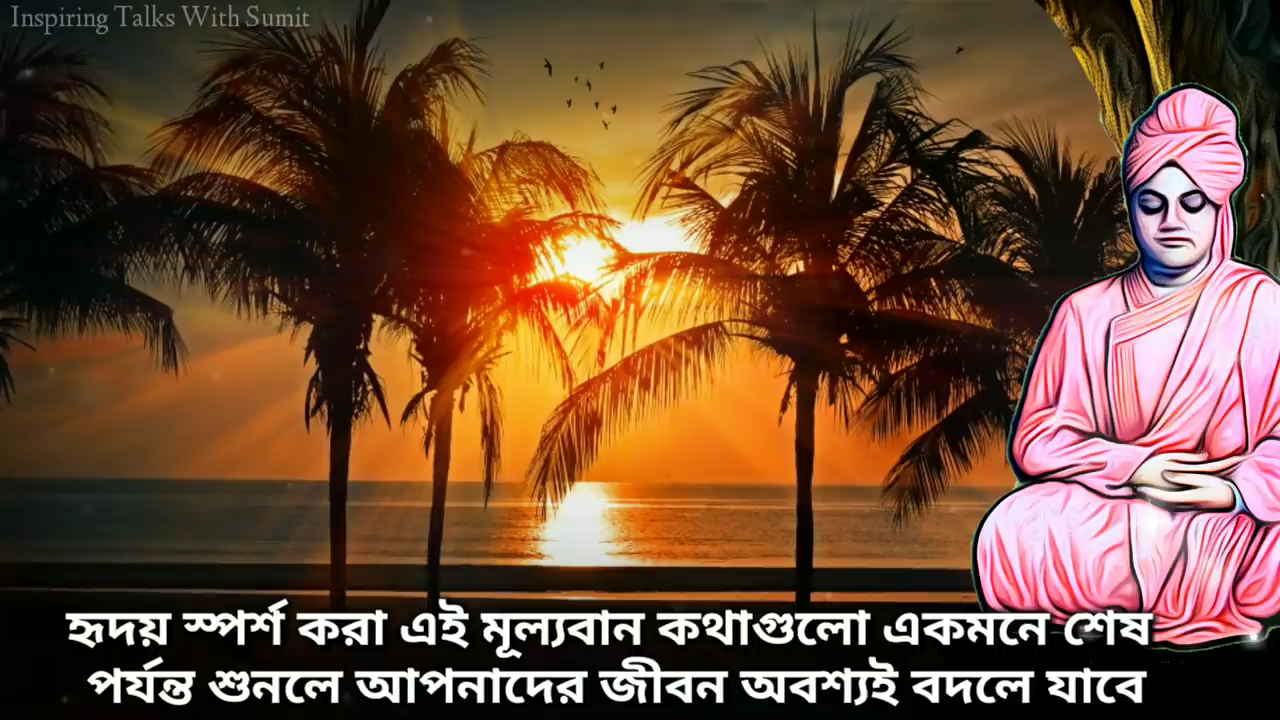 Inspiring Talks With Sumit
হৃদয় স্পর্শ করা এই মূল্যবান কথাগুলো একমনে শেষ
পর্যন্ত শুনলে আপনাদের জীবন অবশ্যই বদলে যাবে